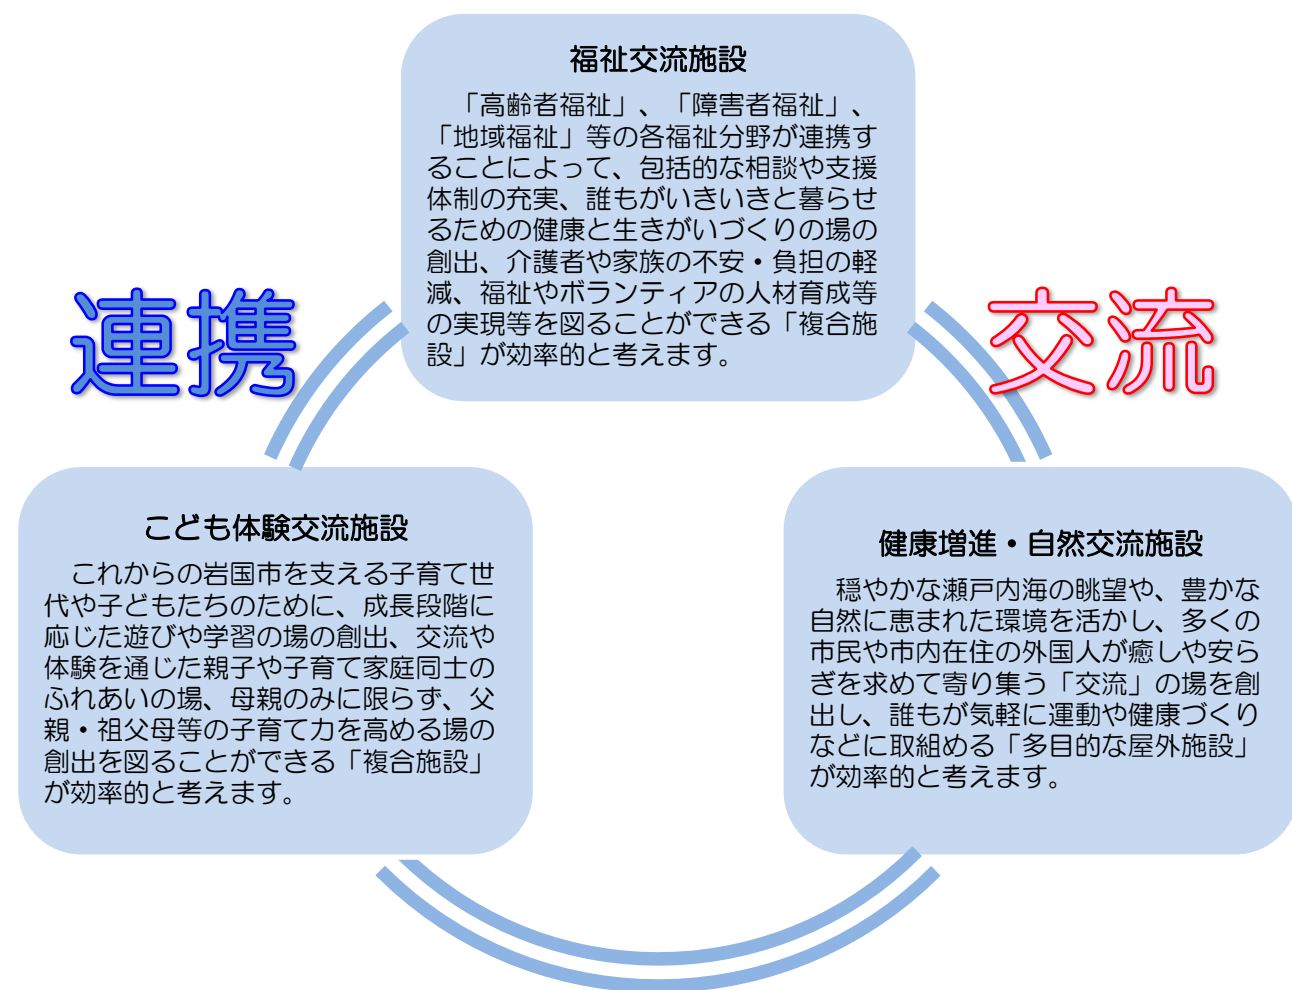 福祉交流施設
「高齢者福祉」、「障害者福祉」、
「地域福祉」等の各福祉分野が連携す
ることによって、包括的な相談や支援
体制の充実、誰もがいきいきと暮らせ
るための健康と生きがいづくりの場の
創出、介護者や家族の不安・負担の軽
減、福祉やボランティアの人材育成等
の実現等を図ることができる「複合施
設」が効率的と考えます。
連携
交流
こども体験交流施設
これからの岩国市を支える子育て世
代や子どもたちのために、成長段階に
応じた遊びや学習の場の創出、交流や
体験を通じた親子や子育て家庭同士の
ふれあいの場、母親のみに限らず、父
親・祖父母等の子育て力を高める場の
創出を図ることができる「複合施設」
が効率的と考えます。
健康増進・自然交流施設
穏やかな瀬戸内海の眺望や、豊かな
自然に恵まれた環境を活かし、多くの
市民や市内在住の外国人が癒しや安ら
ぎを求めて寄り集う「交流」の場を創
出し、誰もが気軽に運動や健康づくり
などに取組める「多目的な屋外施設」
が効率的と考えます。